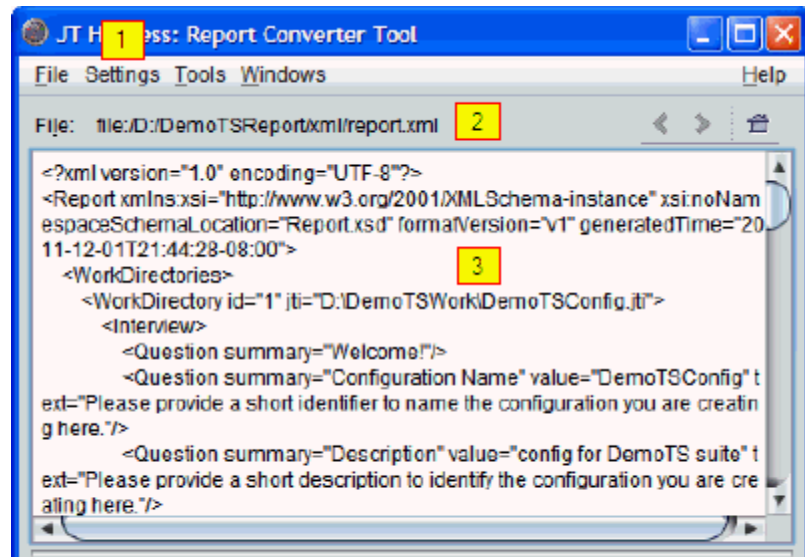 JT H ess: Report Converter Tool
1
File Settings Tools Windows Help
File: file:/D:/DemoTSReport/xml/report.xml 2
<?xml version="1.0" encoding="UTF-8"?>
<Report xmlns:xsi="http://www.w3.org/2001/XMLSchema-instance" xsi:noNam
espaceSchemaLocation="Report.xsd" formatVersion="v1" generatedTime="20
11-12-01T21:44:28-08:00">
3
<WorkDirectories>
<WorkDirectory id="1" jti="D:\DemoTSWork\DemoTSConfig.jti">
<Interview>
<Question summary="Welcome!"/>
<Question summary="Configuration Name" value="DemoTSConfig" t
ext="Please provide a short identifier to name the configuration you are creatin
g here."/>
<Question summary="Description" value="config for DemoTS suite" t
ext="Please provide a short description to identify the configuration you are cre
ating here."/>